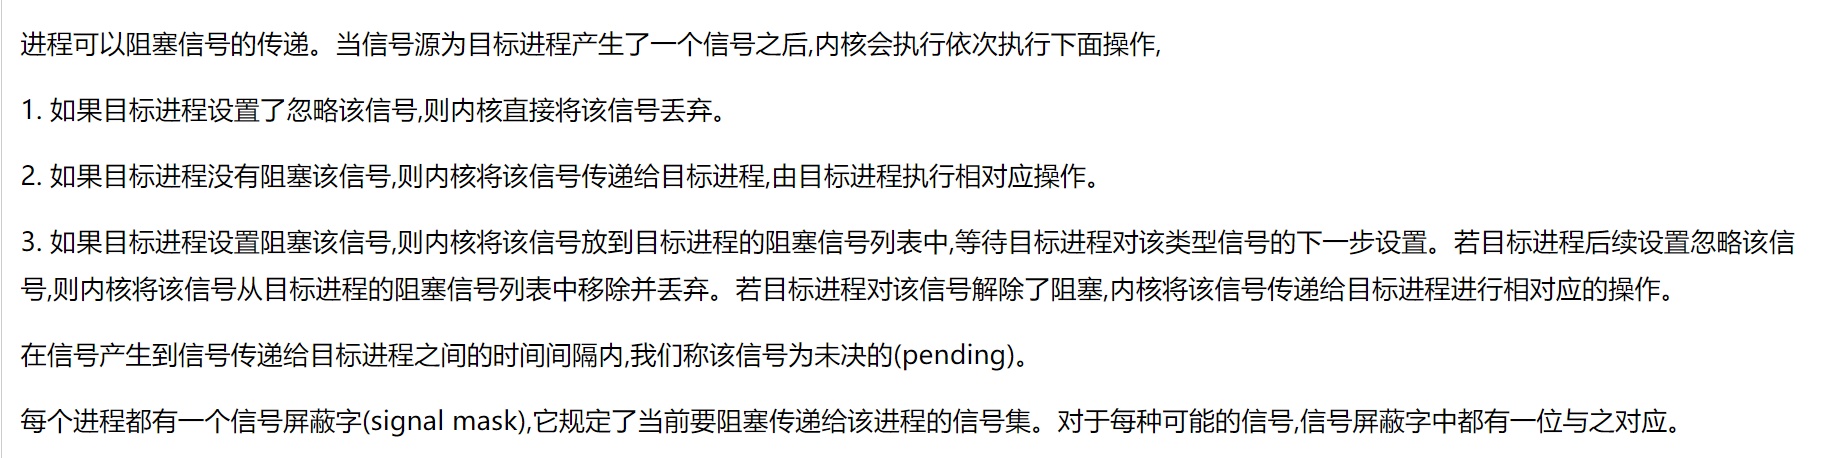 进程可以阻塞信号的传递。当信号源为目标进程产生了一个信号之后,内核会执行依次执行下面操作,
1. 如果目标进程设置了忽略该信号,则内核直接将该信号丢弃。
2. 如果目标进程没有阻塞该信号,则内核将该信号传递给目标进程,由目标进程执行相对应操作。
3. 如果目标进程设置阻塞该信号,则内核将该信号放到目标进程的阻塞信号列表中,等待目标进程对该类型信号的下一步设置。若目标进程后续设置忽略该信
号,则内核将该信号从目标进程的阻塞信号列表中移除并丢弃。若目标进程对该信号解除了阻塞,内核将该信号传递给目标进程进行相对应的操作。
在信号产生到信号传递给目标进程之间的时间间隔内,我们称该信号为未决的(pending)。
每个进程都有一个信号屏蔽字(signal mask),它规定了当前要阻塞传递给该进程的信号集。对于每种可能的信号,信号屏蔽字中都有一位与之对应。